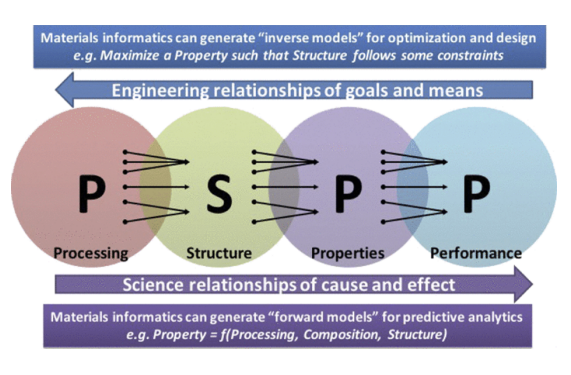 Materials informatics can generate “inverse models” for optimization and design
e.g. Maximize a Property such that Structure follows some constraints
Engineering relationships of goals and means
P S P P
Processing Structure Properties Performance
Science relationships of cause and effect
Materials informatics can generate “forward models” for predictive analytics
e.g. Property = f(Processing, Composition, Structure)